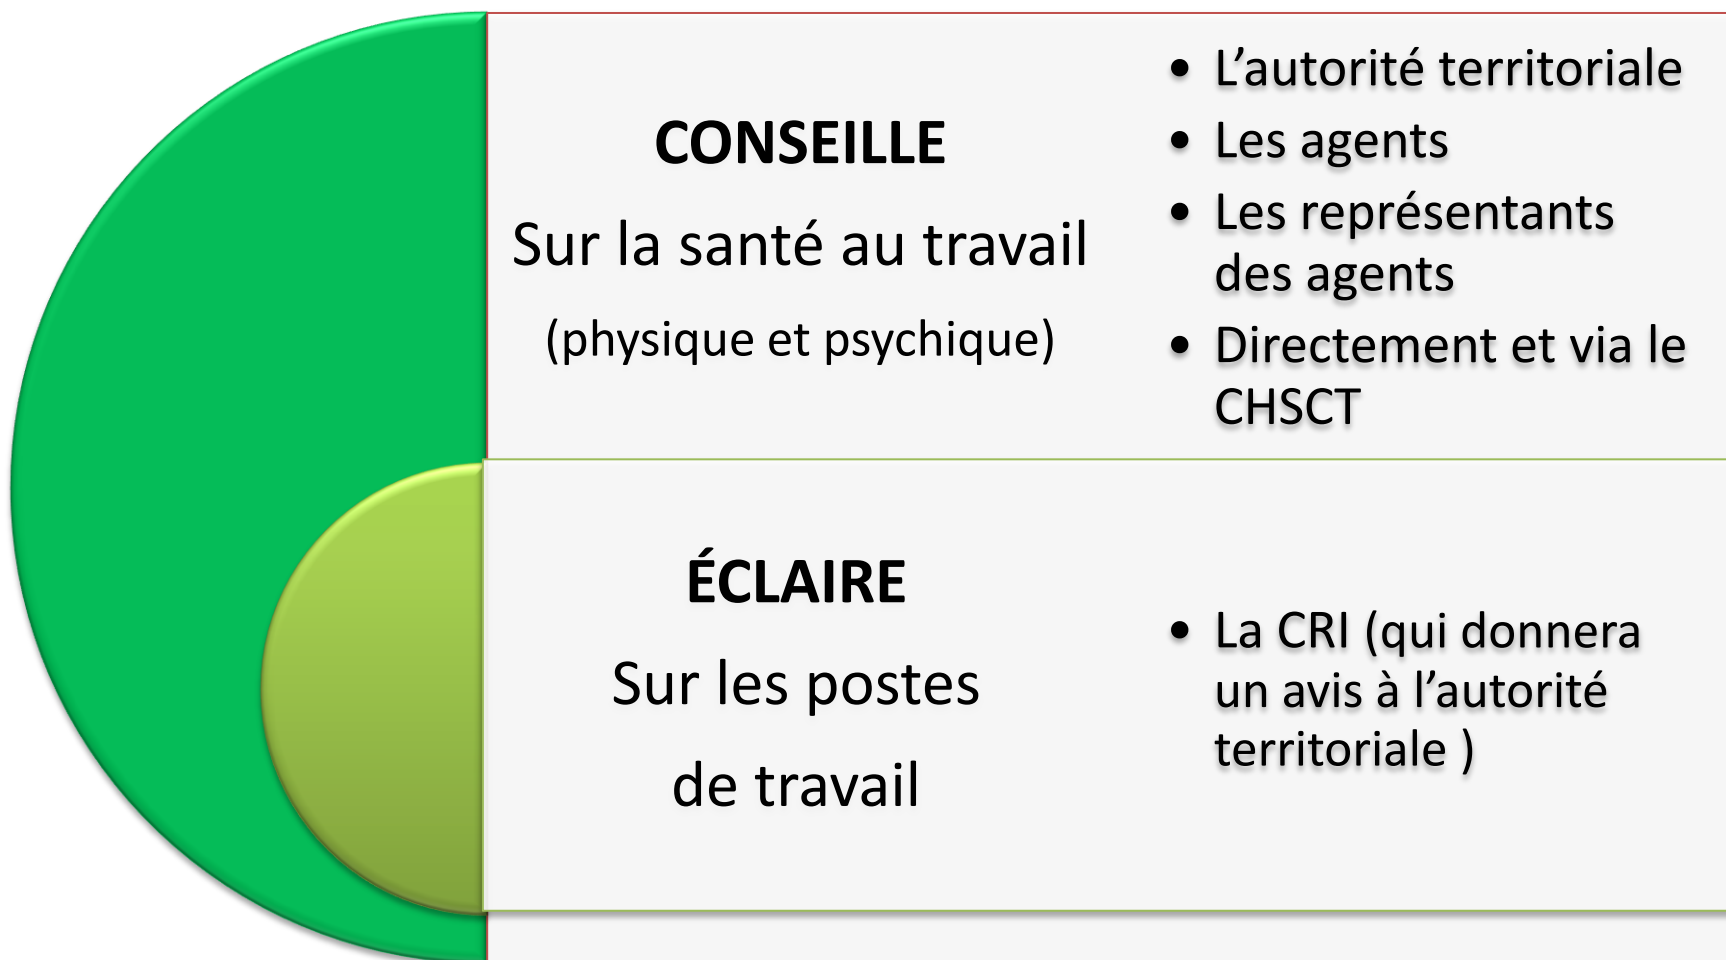 CONSEILLE
Sur la santé au travail
(physique et psychique)
• L’autorité territoriale
• Les agents
• Les représentants
des agents
• Directement et via le
CHSCT
ÉCLAIRE
Sur les postes
de travail
• La CRI (qui donnera
un avis à l’autorité
territoriale )